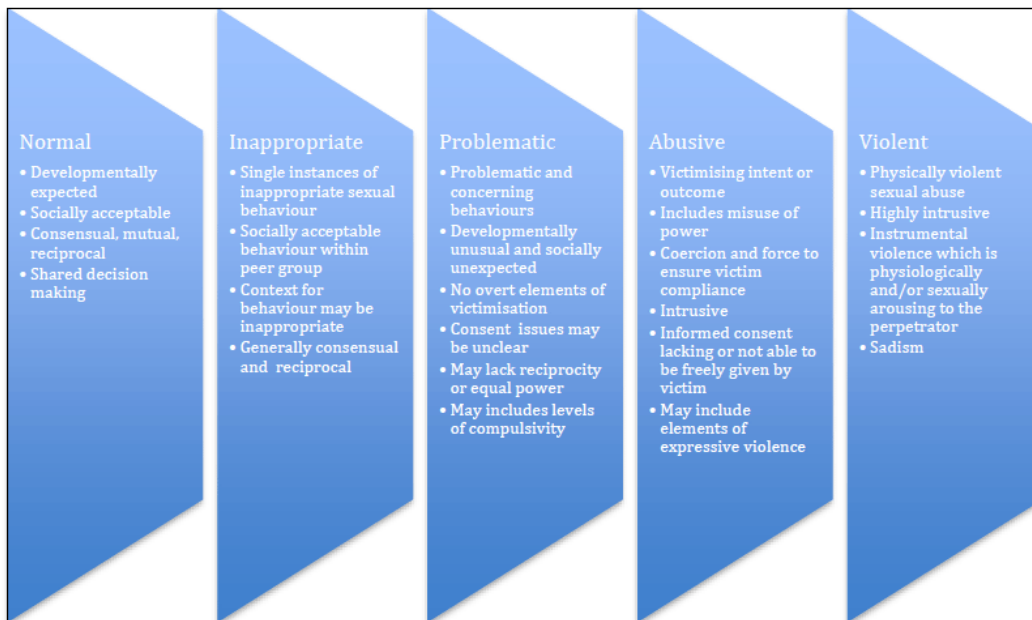 Normal
• Developmentally
expected
• Socially acceptable
• Consensual, mutual,
reciprocal
• Shared decision
making
Inappropriate
• Single instances of
inappropriate sexual
behaviour
• Socially acceptable
behaviour within
peer group
• Context for
behaviour may be
inappropriate
• Generally consensual
and reciprocal
Problematic
• Problematic and
concerning
behaviours
• Developmentally
unusual and socially
unexpected
• No overt elements of
victimisation
• Consent issues may
be unclear
• May lack reciprocity
or equal power
• May includes levels
of compulsivity
Abusive
• Victimising intent or
outcome
• Includes misuse of
power
• Coercion and force to
ensure victim
compliance
• Intrusive
• Informed consent
lacking or not able to
be freely given by
victim
• May include
elements of
expressive violence
Violent
• Physically violent
sexual abuse
• Highly intrusive
• Instrumental
violence which is
physiologically
and/or sexually
arousing to the
perpetrator
• Sadism